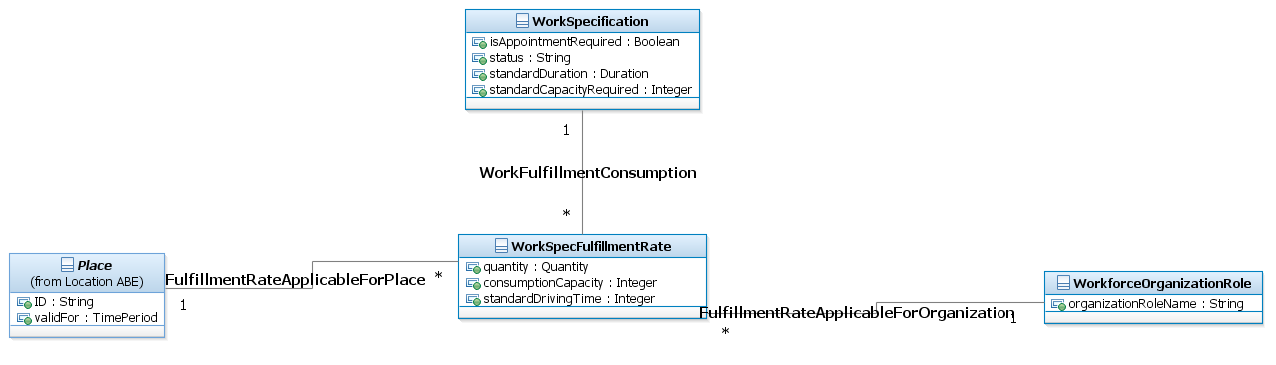 WorkSpecification
isAppointmentRequired : Boolean
status : String
standardDuration : Duration
standardCapacityRequired : Integer
1
WorkFulfillmentConsumption
*
WorkSpecFulfillmentRate
quantity : Quantity
consumptionCapacity : Integer
standardDrivingTime : Integer
Place
(from Location ABE)
ID : String
validFor : TimePeriod
FulfillmentRateApplicableForPlace
*
1
WorkforceOrganizationRole
organizationRoleName : String
FulfillmentRateApplicableForOrganization
1
*